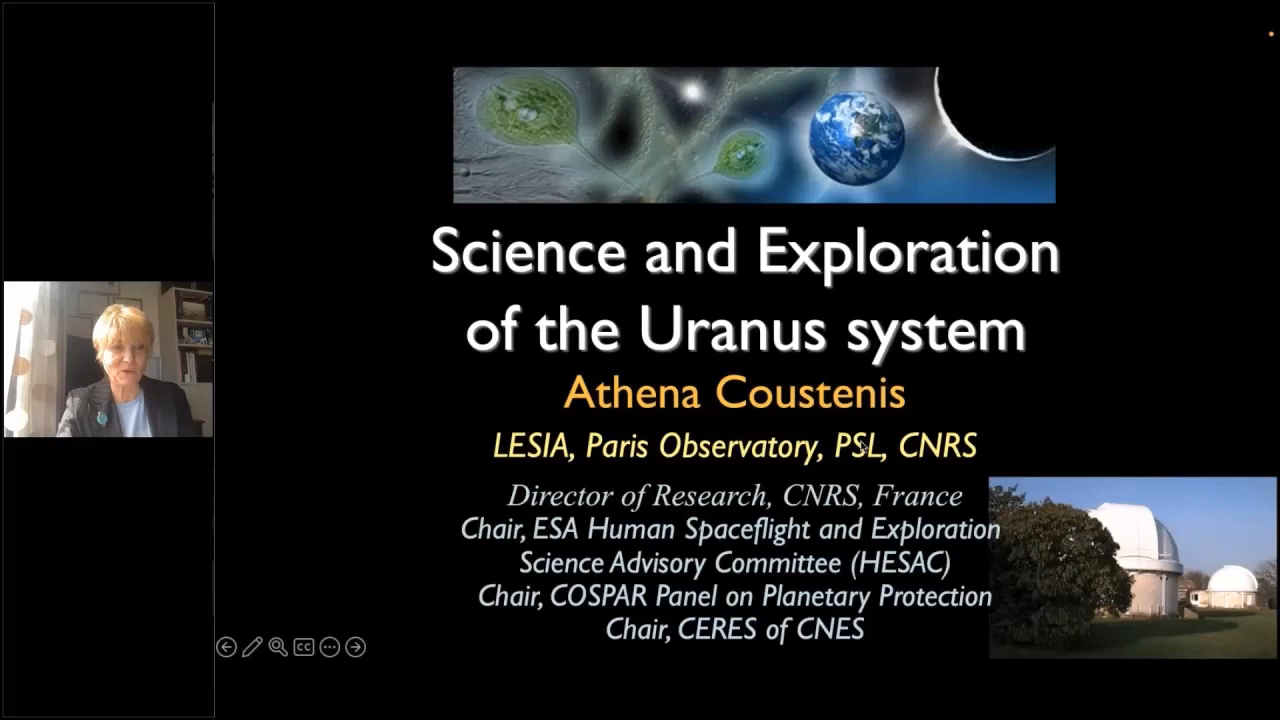 Science and Exploration
of the Uranus system
Athena Coustenis
LESIA, Paris Observatory, PSL, CNRS
Director of Research, CNRS, France
Chair, ESA Human Spaceflight and Exploration
Science Advisory Committee (HESAC)
Chair, COSPAR Panel on Planetary Protection
Chair, CERES of CNES
CC